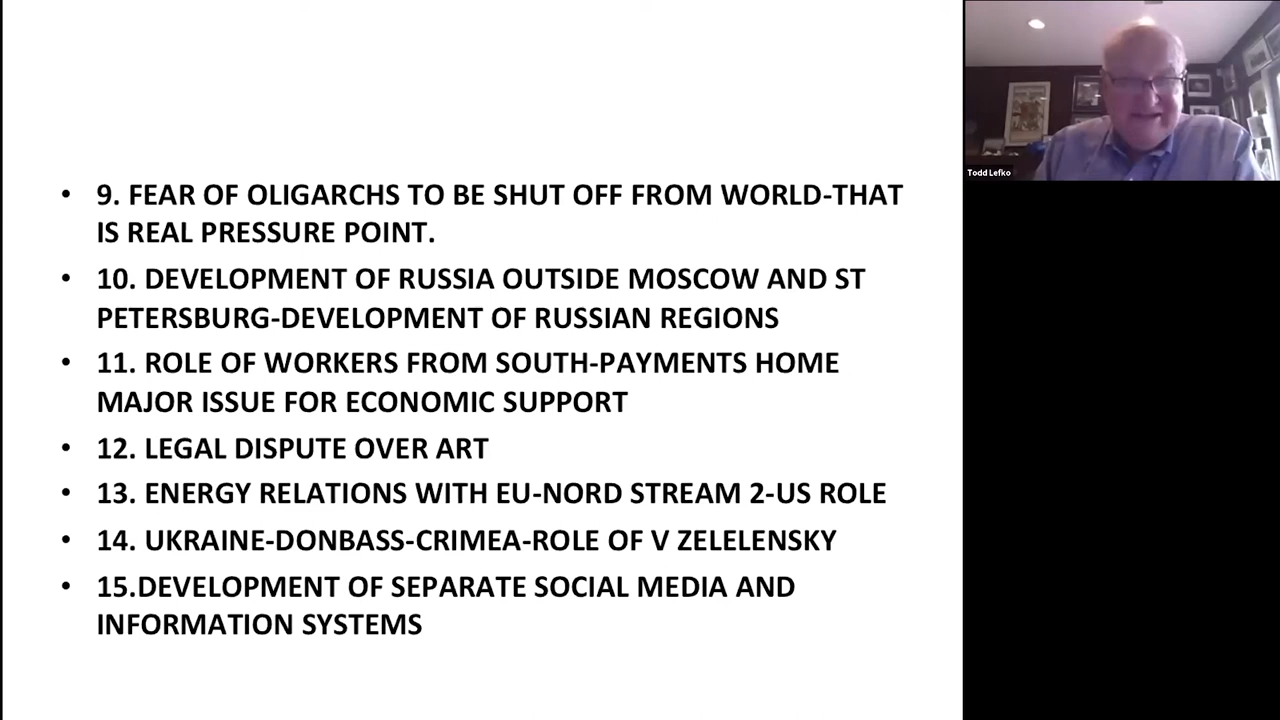 • 9. FEAR OF OLIGARCHS TO BE SHUT OFF FROM WORLD-THAT
IS REAL PRESSURE POINT.
• 10. DEVELOPMENT OF RUSSIA OUTSIDE MOSCOW AND ST
PETERSBURG-DEVELOPMENT OF RUSSIAN REGIONS
• 11. ROLE OF WORKERS FROM SOUTH-PAYMENTS HOME
MAJOR ISSUE FOR ECONOMIC SUPPORT
• 12. LEGAL DISPUTE OVER ART
• 13. ENERGY RELATIONS WITH EU-NORD STREAM 2-US ROLE
• 14. UKRAINE-DONBASS-CRIMEA-ROLE OF V ZELELENSKY
• 15.DEVELOPMENT OF SEPARATE SOCIAL MEDIA AND
INFORMATION SYSTEMS
Todd Lefko